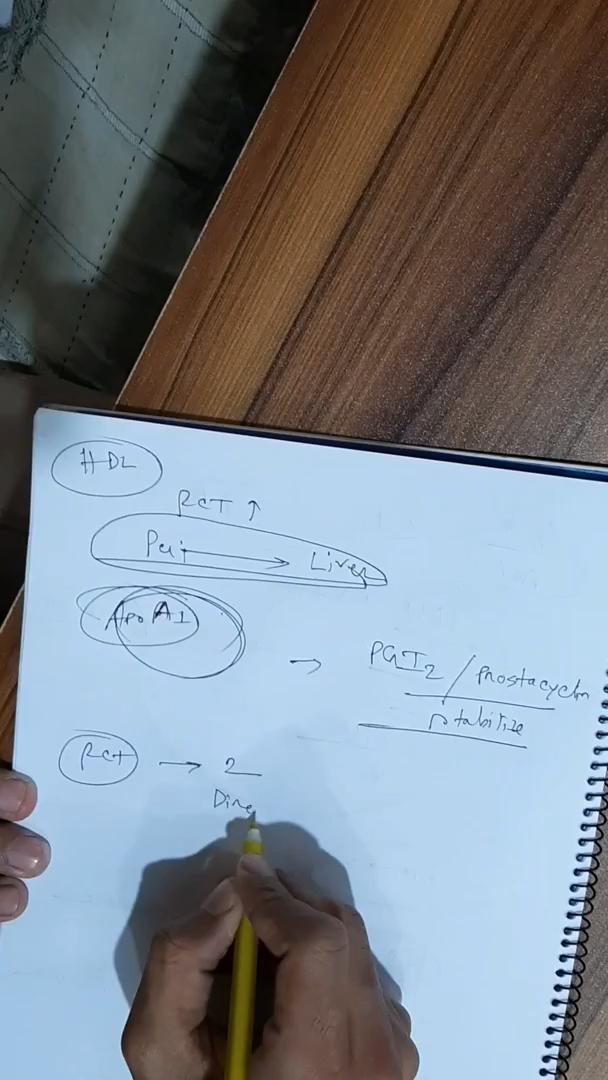 HDL
RCT ↑
Peri → Liver
Apo A1
→ PGI2 / Prostacyclin
stabilize
RCT → 2
Dire